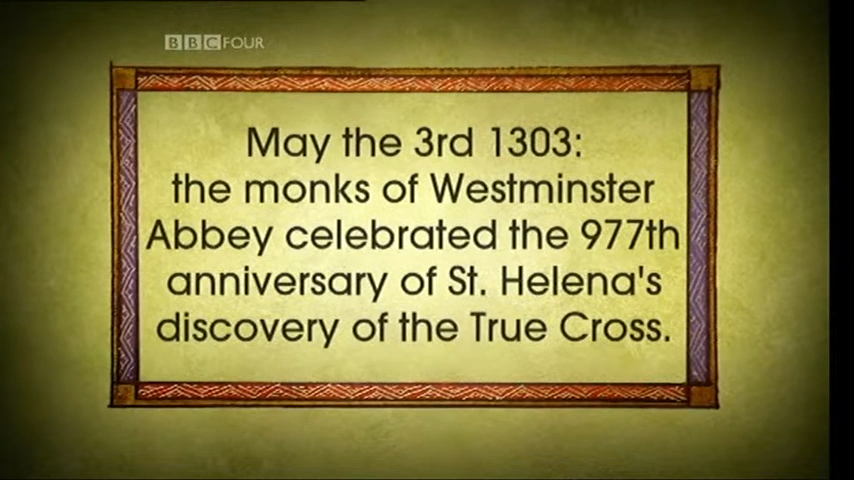 BBC FOUR
May the 3rd 1303:
the monks of Westminster
Abbey celebrated the 977th
anniversary of St. Helena's
discovery of the True Cross.